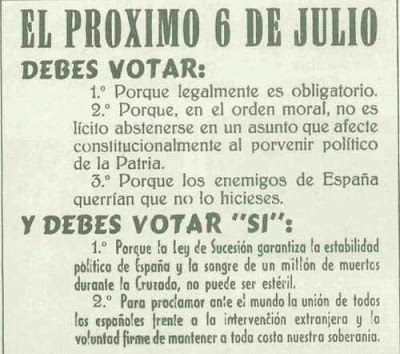 EL PROXIMO 6 DE JULIO
DEBES VOTAR:
1.º Porque legalmente es obligatorio.
2.º Porque, en el orden moral, no es
lícito abstenerse en un asunto que afecte
constitucionalmente al porvenir político
de la Patria.
3.º Porque los enemigos de España
querrían que no lo hicieses.
Y DEBES VOTAR "SI":
1.º Porque la Ley de Sucesión garantiza la estabilidad
política de España y la sangre de un millón de muertos
durante la Cruzada, no puede ser estéril.
2.º Para proclamar ante el mundo la unión de todos
los españoles frente a la intervención extranjera y la
voluntad firme de mantener a toda costa nuestra soberanía.